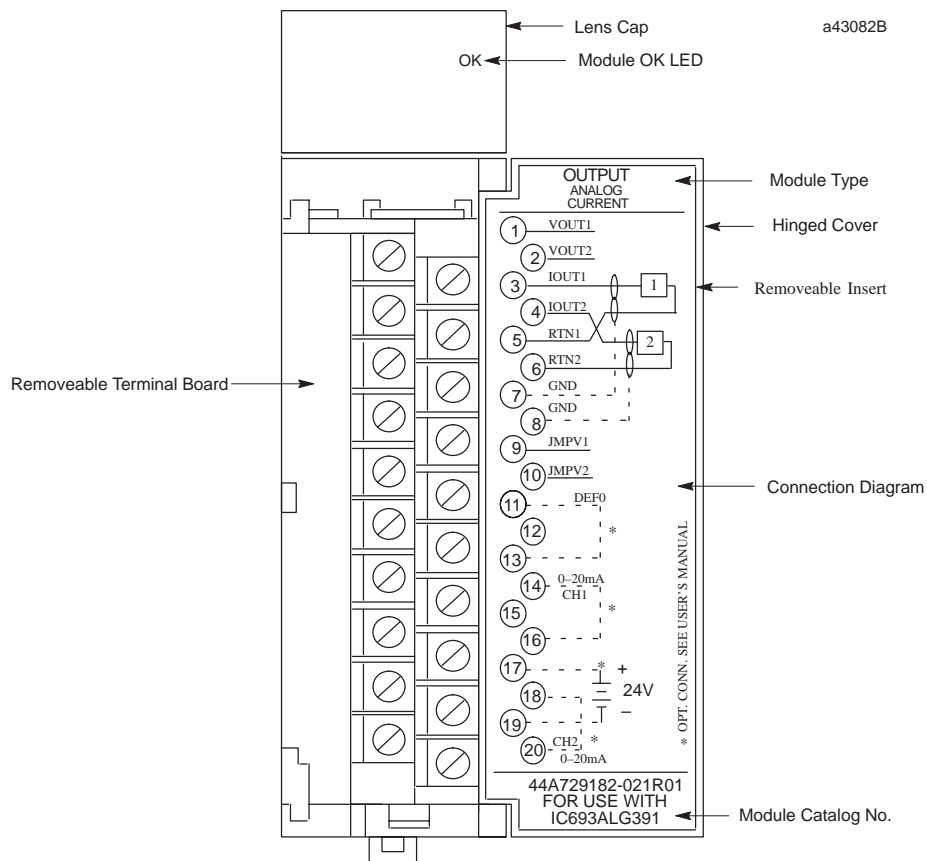 Lens Cap
a43082B
OK
Module OK LED
OUTPUT
ANALOG
CURRENT
Module Type
Hinged Cover
1 VOUT1
2 VOUT2
3 IOUT1 1
Removeable Insert
4 IOUT2
5 RTN1 2
6 RTN2
Removeable Terminal Board
7 GND
8 GND
9 JMPV1
10 JMPV2
Connection Diagram
11 DEF0
12 *
13
14 0–20mA
CH1
15 *
16
17 * +
18 24V
19 –
20 CH2 *
0–20mA
* OPT. CONN. SEE USER'S MANUAL
44A729182-021R01
FOR USE WITH
IC693ALG391
Module Catalog No.